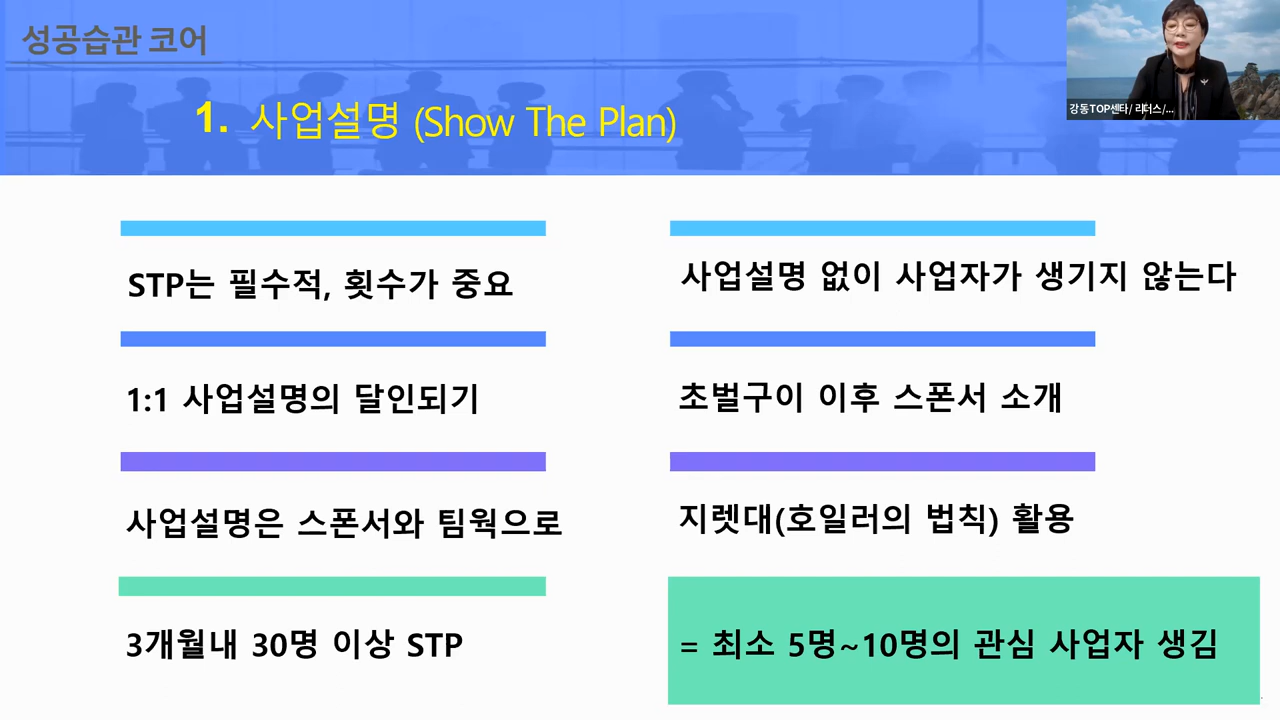 성공습관 코어
1. 사업설명 (Show The Plan)
강동TOP센타/ 리더스/...
STP는 필수적, 횟수가 중요
사업설명 없이 사업자가 생기지 않는다
1:1 사업설명의 달인되기
초벌구이 이후 스폰서 소개
사업설명은 스폰서와 팀웍으로
지렛대(호일러의 법칙) 활용
3개월내 30명 이상 STP
= 최소 5명~10명의 관심 사업자 생김